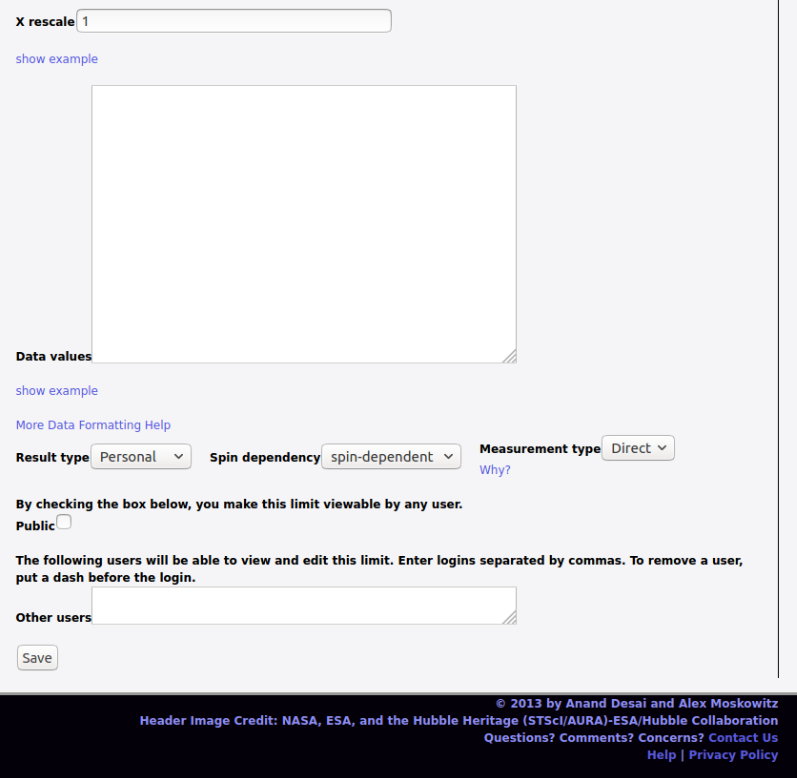 X rescale 1
show example
Data values
show example
More Data Formatting Help
Result type Personal Spin dependency spin-dependent Measurement type Direct
Why?
By checking the box below, you make this limit viewable by any user.
Public
The following users will be able to view and edit this limit. Enter logins separated by commas. To remove a user,
put a dash before the login.
Other users
Save
© 2013 by Anand Desai and Alex Moskowitz
Header Image Credit: NASA, ESA, and the Hubble Heritage (STScI/AURA)-ESA/Hubble Collaboration
Questions? Comments? Concerns? Contact Us
Help | Privacy Policy